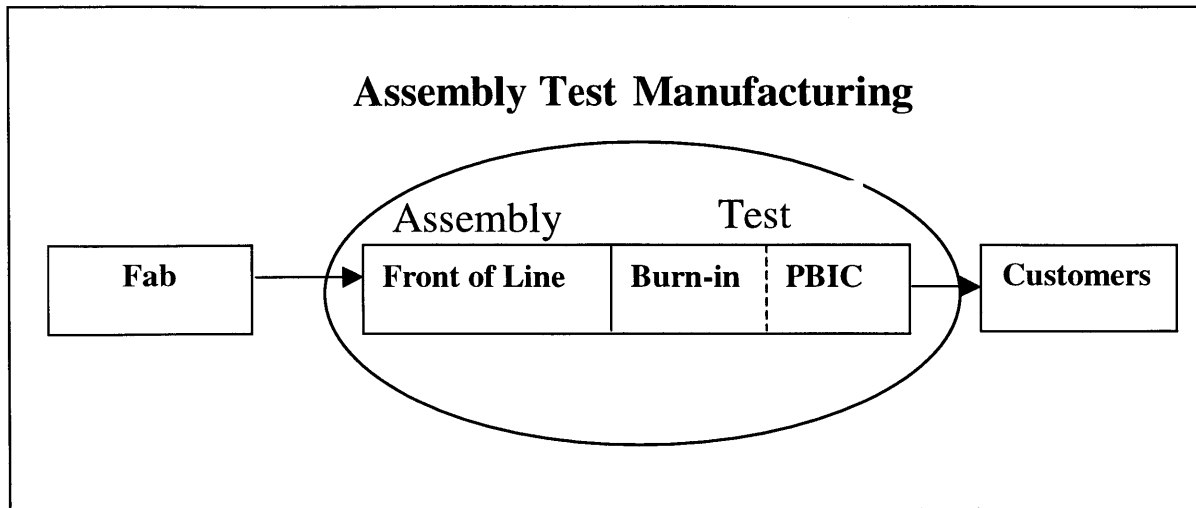 Assembly Test Manufacturing
Assembly
Test
Fab
Front of Line
Burn-in
PBIC
Customers